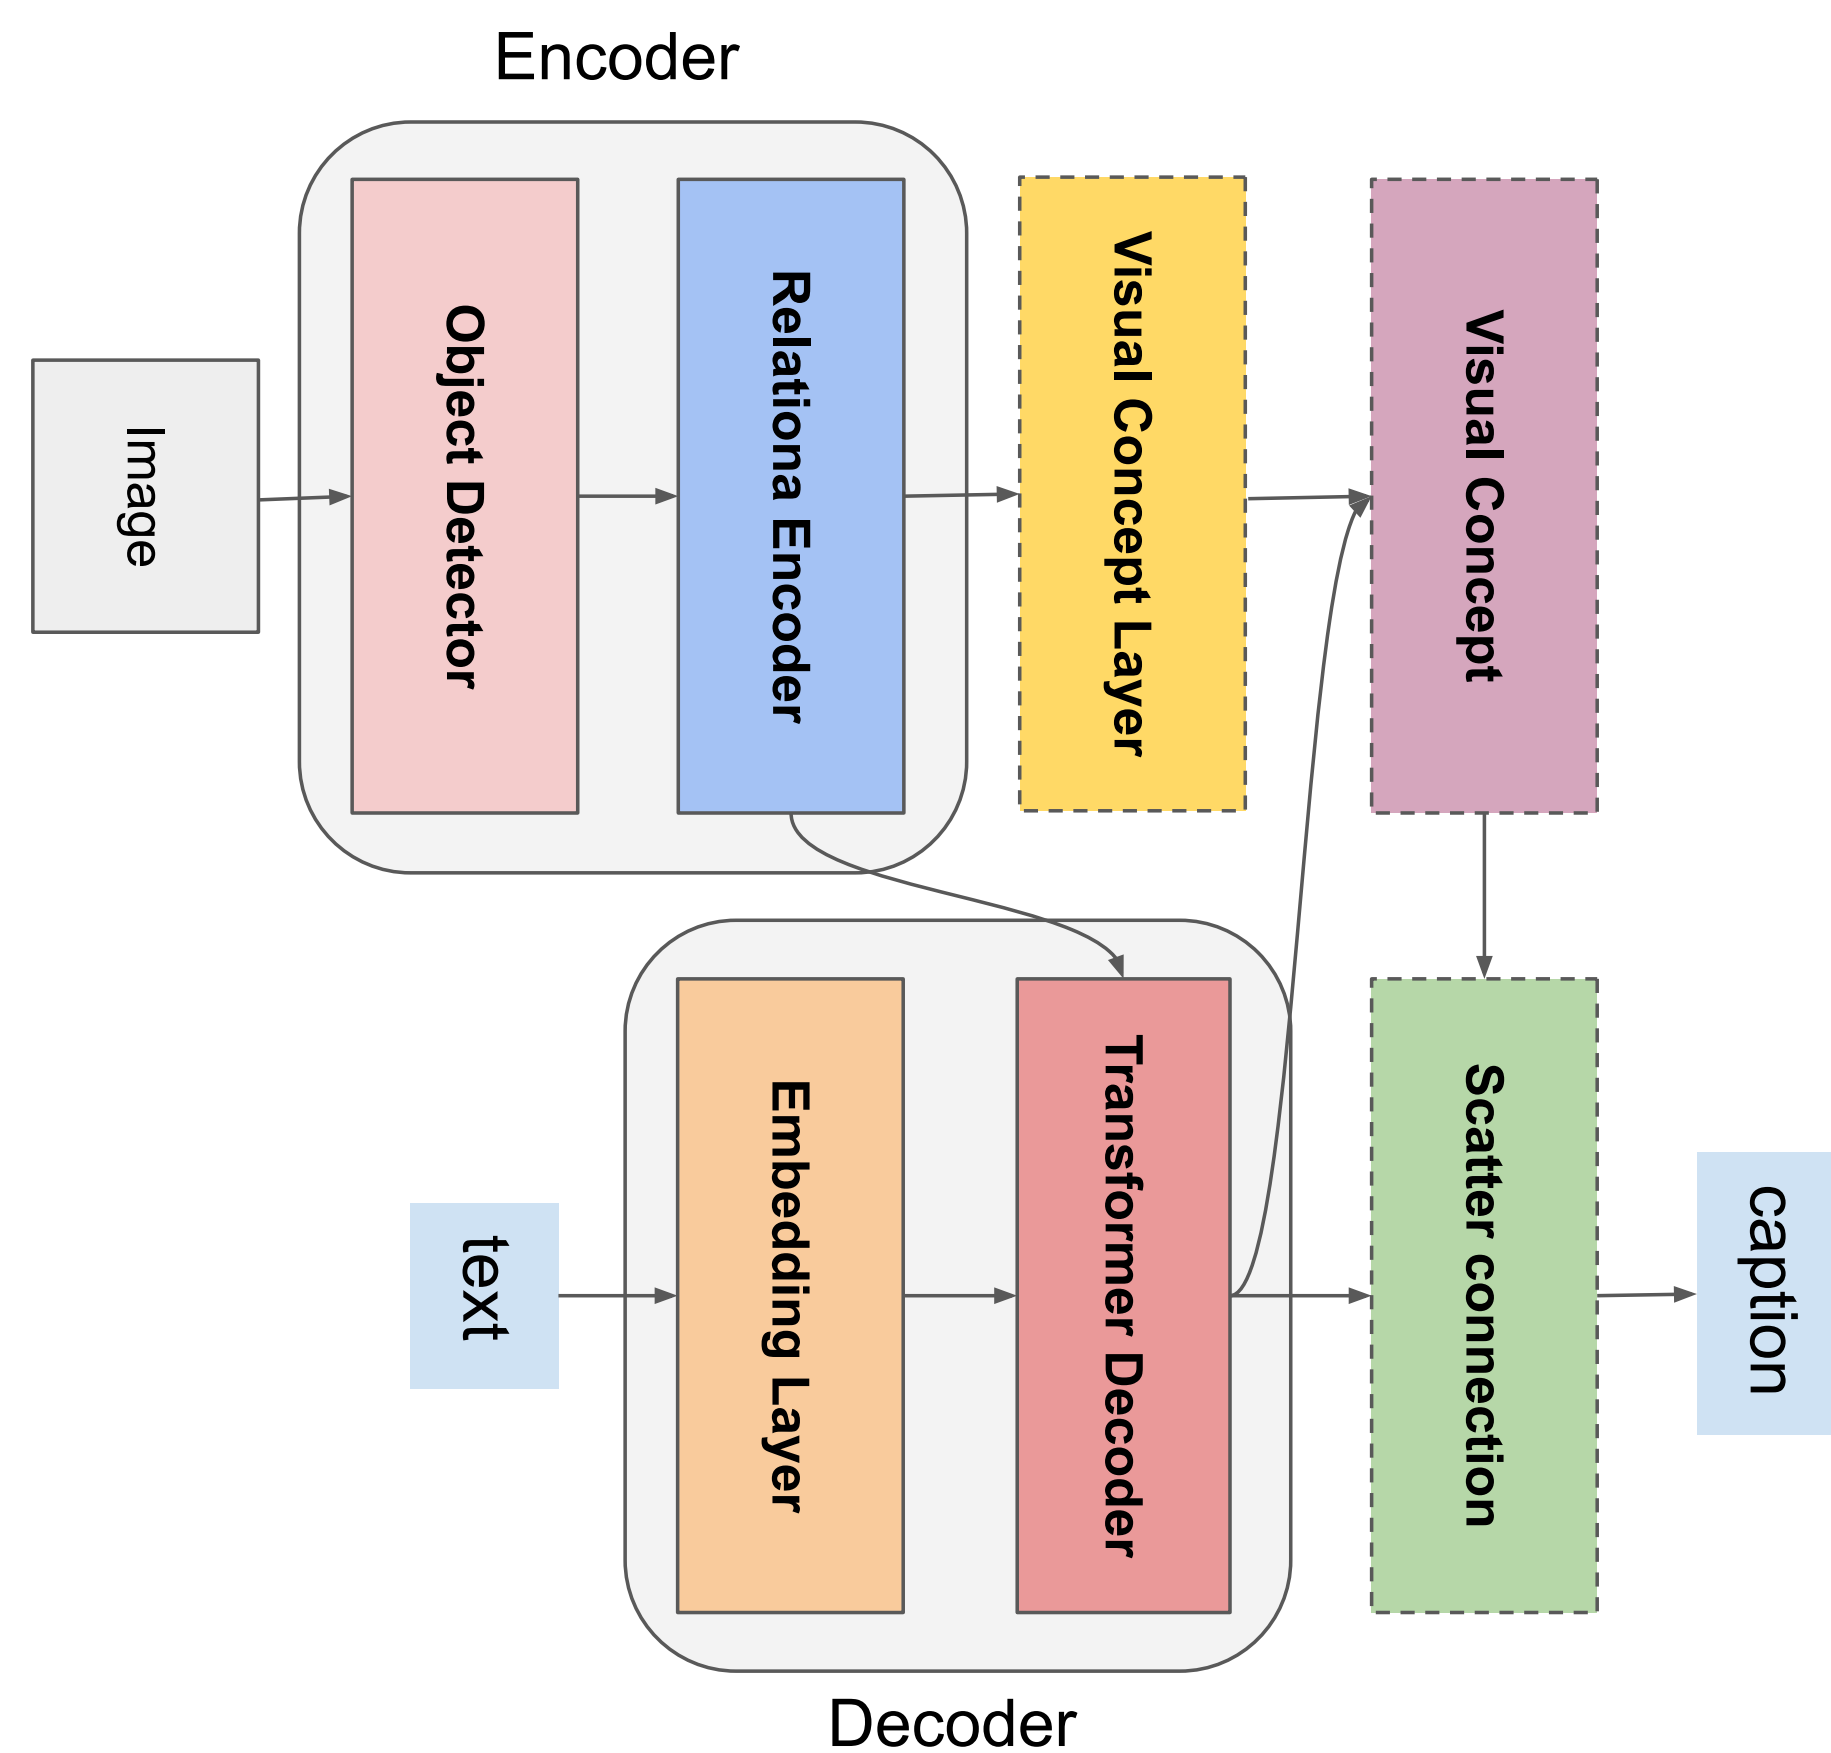 Encoder
Image
Object Detector
Relationa Encoder
Visual Concept Layer
Visual Concept
text
Embedding Layer
Transformer Decoder
Scatter connection
caption
Decoder